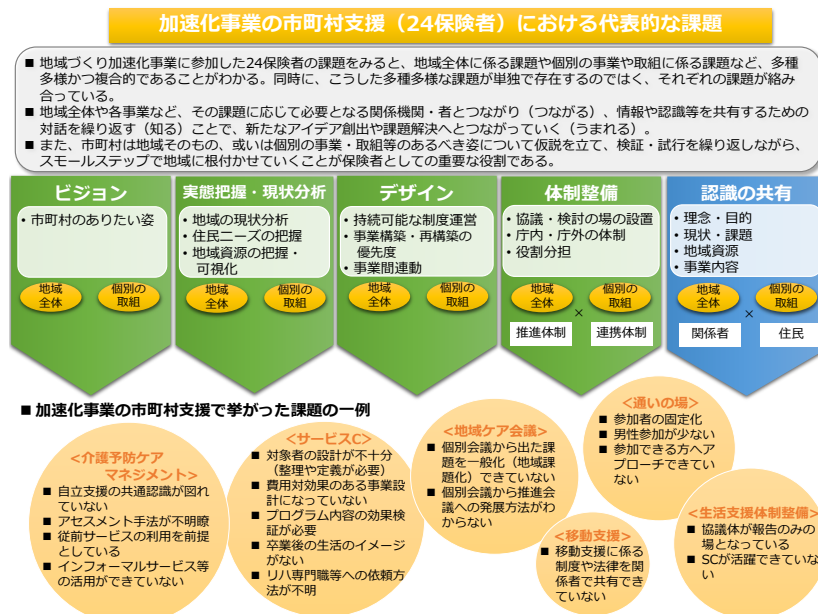 加速化事業の市町村支援（24保険者）における代表的な課題
■ 地域づくり加速化事業に参加した24保険者の課題をみると、地域全体に係る課題や個別の事業や取組に係る課題など、多種
多様かつ複合的であることがわかる。同時に、こうした多種多様な課題が単独で存在するのではく、それぞれの課題が絡み
合っている。
■ 地域全体や各事業など、その課題に応じて必要となる関係機関・者とつながり（つながる）、情報や認識等を共有するための
対話を繰り返す（知る）ことで、新たなアイデア創出や課題解決へとつながっていく（うまれる）。
■ また、市町村は地域そのもの、或いは個別の事業・取組等のあるべき姿について仮説を立て、検証・試行を繰り返しながら、
スモールステップで地域に根付かせていくことが保険者としての重要な役割である。
ビジョン
・市町村のありたい姿
地域
全体
個別の
取組
実態把握・現状分析
・地域の現状分析
・住民ニーズの把握
・地域資源の把握・
可視化
地域
全体
個別の
取組
デザイン
・持続可能な制度運営
・事業構築・再構築の
優先度
・事業間連動
地域
全体
個別の
取組
体制整備
・協議・検討の場の設置
・庁内・庁外の体制
・役割分担
地域
全体
個別の
取組
×
推進体制
連携体制
認識の共有
・理念・目的
・現状・課題
・地域資源
・事業内容
地域
全体
個別の
取組
×
関係者
住民
■ 加速化事業の市町村支援で挙がった課題の一例
<介護予防ケア
マネジメント>
■ 自立支援の共通認識が図れ
ていない
■ アセスメント手法が不明瞭
■ 従前サービスの利用を前提
としている
■ インフォーマルサービス等
の活用ができていない
<サービスC>
■ 対象者の設計が不十分
（整理や定義が必要）
■ 費用対効果のある事業設
計になっていない
■ プログラム内容の効果検
証が必要
■ 卒業後の生活のイメージ
がない
■ リハ専門職等への依頼方
法が不明
<地域ケア会議>
■ 個別会議から出た課
題を一般化（地域課
題化）できていない
■ 個別会議から推進会
議への発展方法が
わからない
<移動支援>
■ 移動支援に係る
制度や法律を関
係者で共有でき
ていない
<通いの場>
■ 参加者の固定化
■ 男性参加が少ない
■ 参加できる方へア
プローチできてい
ない
<生活支援体制整備>
■ 協議体が報告のみの
場となっている
■ SCが活躍できていな
い